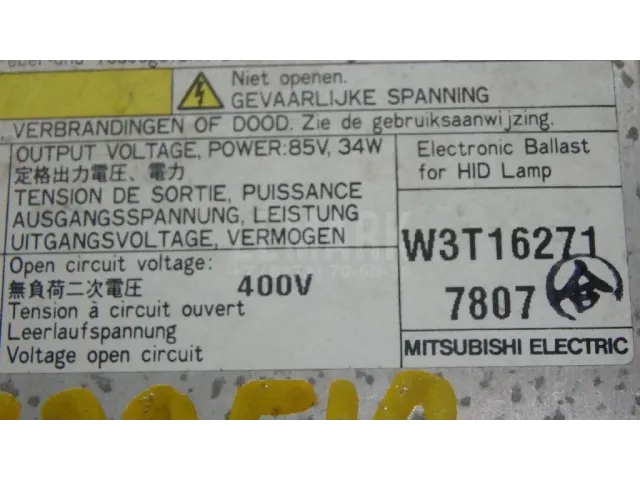 Niet openen.
GEVAARLIJKE SPANNING
VERBRANDINGEN OF DOOD. Zie de gebruiksaanwijzing.
OUTPUT VOLTAGE, POWER:85V, 34W
定格出力電圧、電力
TENSION DE SORTIE, PUISSANCE
AUSGANGSSPANNUNG, LEISTUNG
UITGANGSVOLTAGE, VERMOGEN
Electronic Ballast
for HID Lamp
Open circuit voltage:
無負荷二次電圧 400V
Tension à circuit ouvert
Leerlaufspannung
Voltage open circuit
W3T16271
7807
MITSUBISHI ELECTRIC